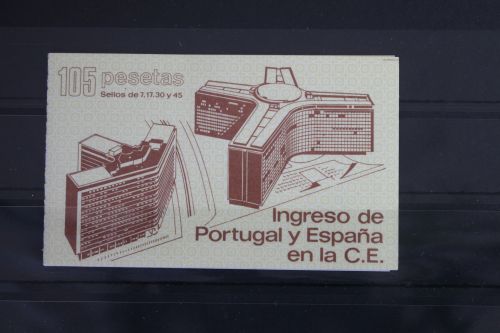 105 pesetas
Sellos de 7, 17. 30 y 45
Ingreso de
Portugal y España
en la C.E.